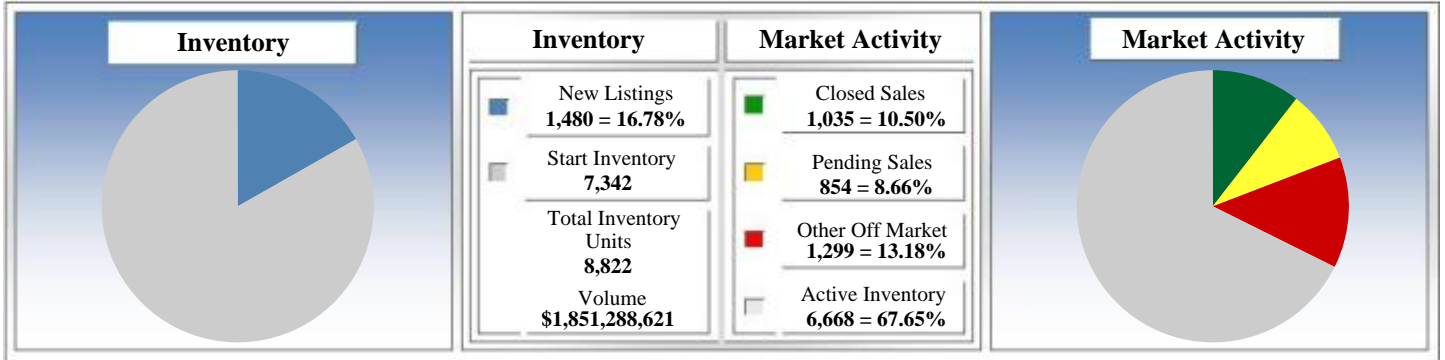 Inventory
Inventory
Market Activity
Market Activity
New Listings
1,480 = 16.78%
Start Inventory
7,342
Total Inventory
Units
8,822
Volume
$1,851,288,621
Closed Sales
1,035 = 10.50%
Pending Sales
854 = 8.66%
Other Off Market
1,299 = 13.18%
Active Inventory
6,668 = 67.65%